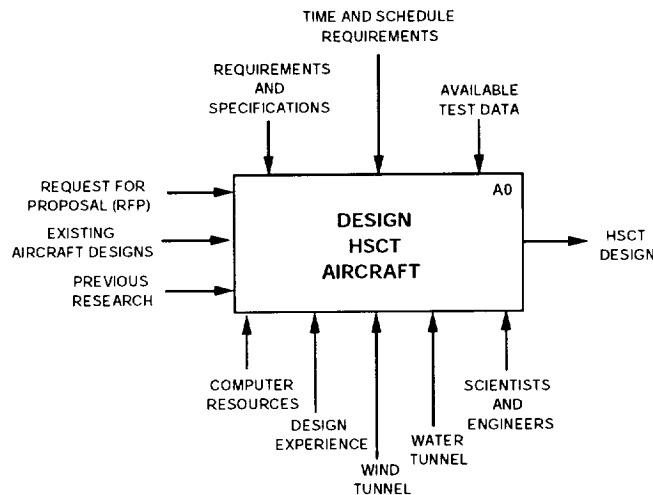 TIME AND SCHEDULE
REQUIREMENTS
REQUIREMENTS
AND
SPECIFICATIONS
AVAILABLE
TEST DATA
REQUEST FOR
PROPOSAL (RFP)
EXISTING
AIRCRAFT DESIGNS
PREVIOUS
RESEARCH
A0
DESIGN
HSCT
AIRCRAFT
HSCT
DESIGN
COMPUTER
RESOURCES
DESIGN
EXPERIENCE
WIND
TUNNEL
WATER
TUNNEL
SCIENTISTS
AND
ENGINEERS